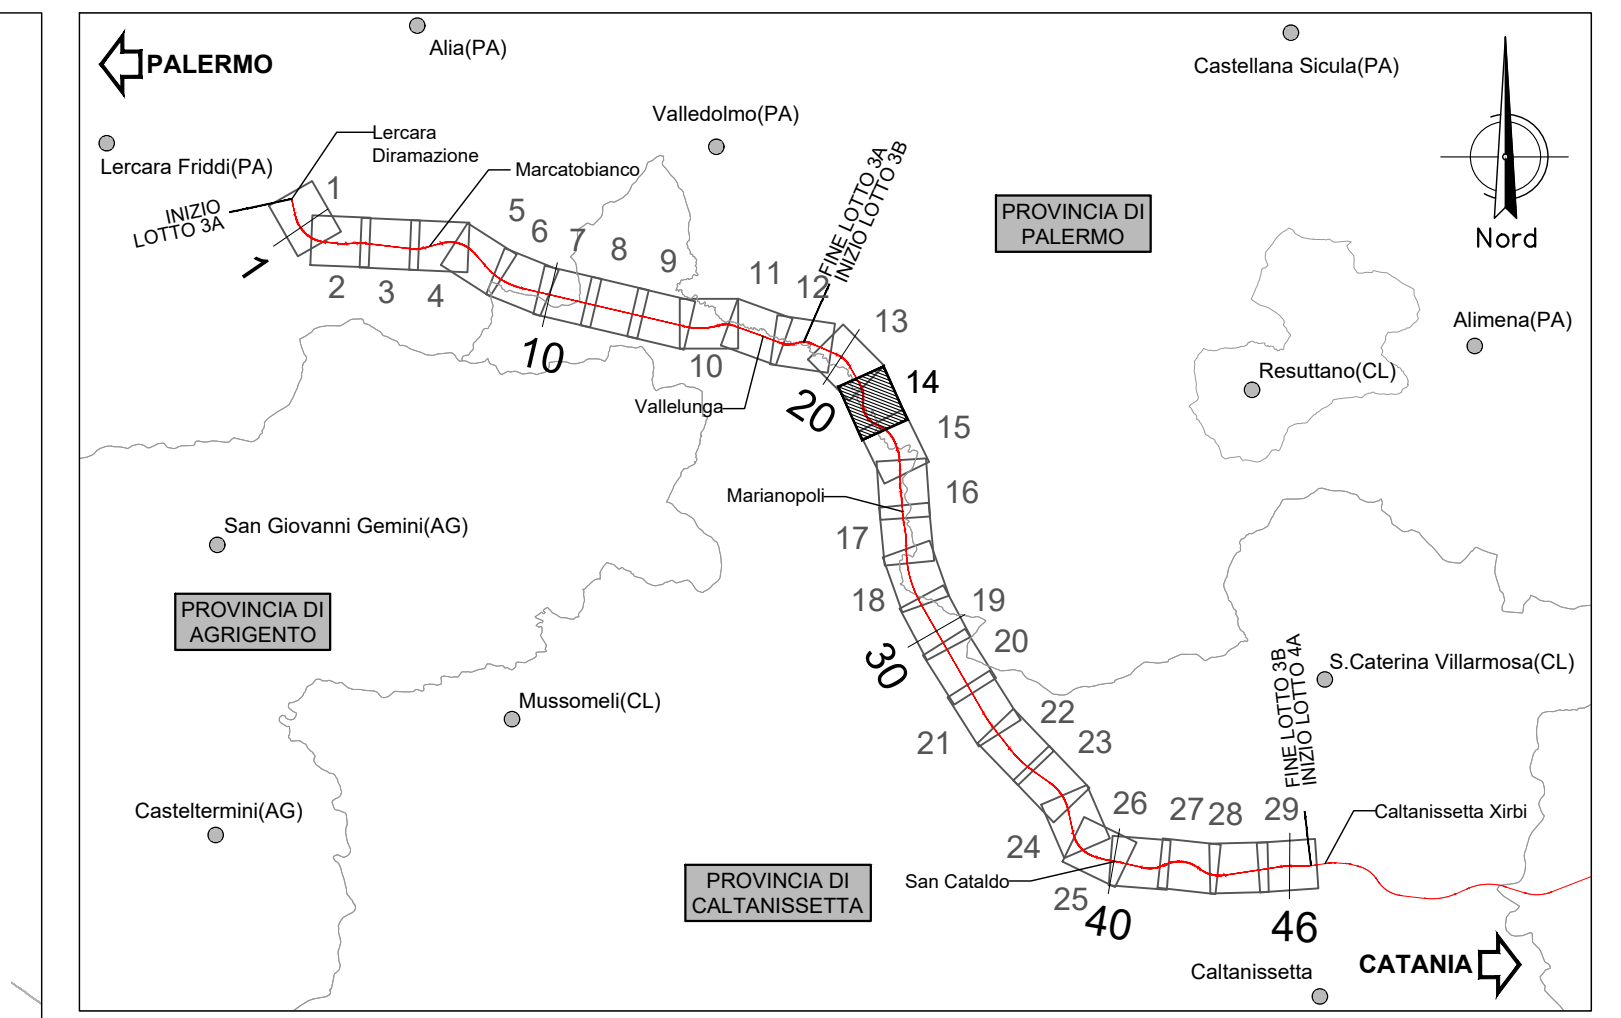 PALERMO
Alia(PA)
Castellana Sicula(PA)
Valledolmo(PA)
Lercara
Diramazione
Lercara Friddi(PA)
Marcatobianco
INIZIO
LOTTO 3A
FINE LOTTO 3A
INIZIO LOTTO 3B
PROVINCIA DI
PALERMO
Nord
1
1
2
3
4
5
6
7
8
9
10
10
11
12
13
14
15
20
Vallelunga
Alimena(PA)
Resuttano(CL)
Marianopoli
16
17
18
19
20
30
San Giovanni Gemini(AG)
PROVINCIA DI
AGRIGENTO
Mussomeli(CL)
S.Caterina Villarmosa(CL)
FINE LOTTO 3B
INIZIO LOTTO 4A
21
22
23
24
25
26
27
28
29
Casteltermini(AG)
Caltanissetta Xirbi
San Cataldo
PROVINCIA DI
CALTANISSETTA
40
46
Caltanissetta
CATANIA